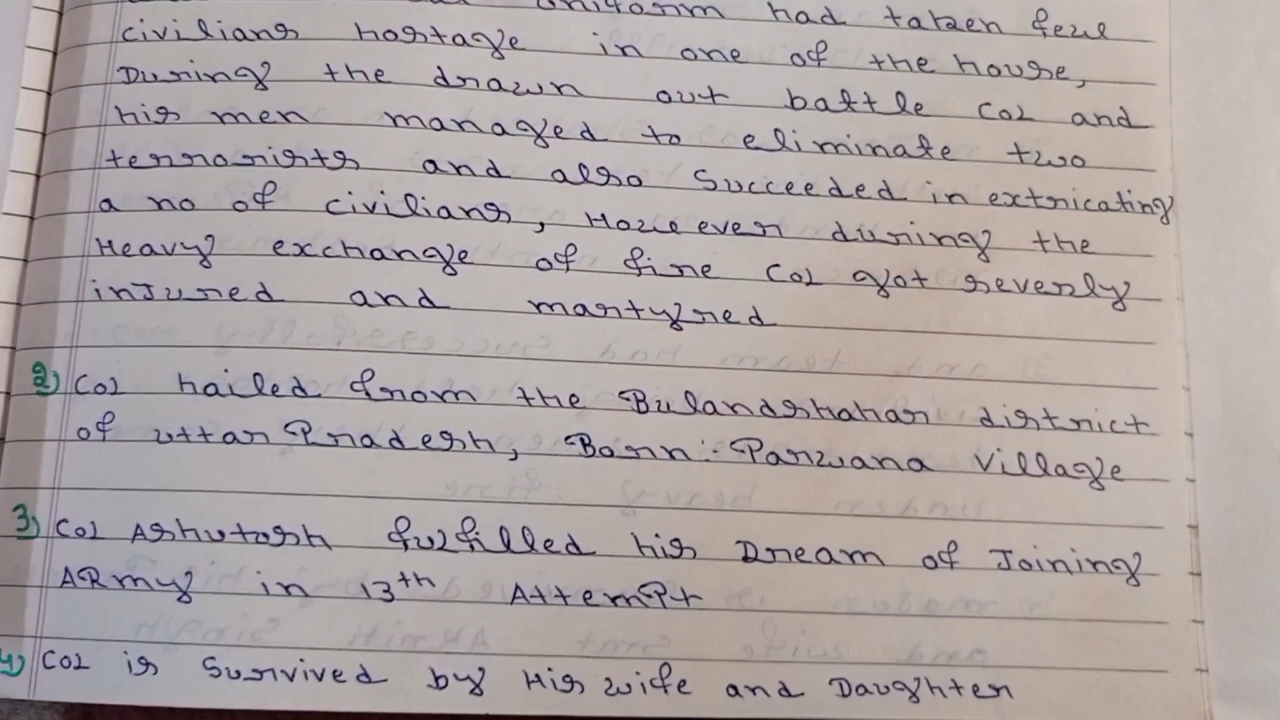 uniform had taken few
civilians hostage in one of the house,
During the drawn out battle Col and
his men managed to eliminate two
terrorists and also Succeeded in extricating
a no of civilians, However during the
Heavy exchange of fire Col got severly
inJured and martyred
2) Col hailed from the Bulandshahar district
of uttar Pradesh, Born :- Parwana Village
3) Col Ashutosh fulfilled his Dream of Joining
ARmy in 13th AttemPt
4) Col is Survived by His wife and Daughter